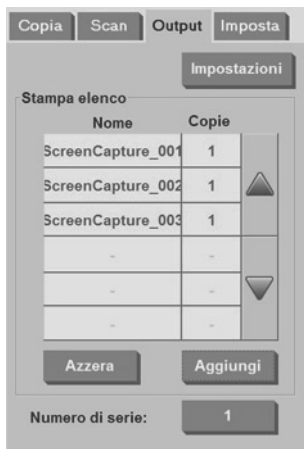 Copia Scan Output Imposta
Impostazioni
Stampa elenco
Nome Copie
ScreenCapture_001 1
ScreenCapture_002 1
ScreenCapture_003 1
- -
- -
- -
Azzera Aggiungi
Numero di serie: 1